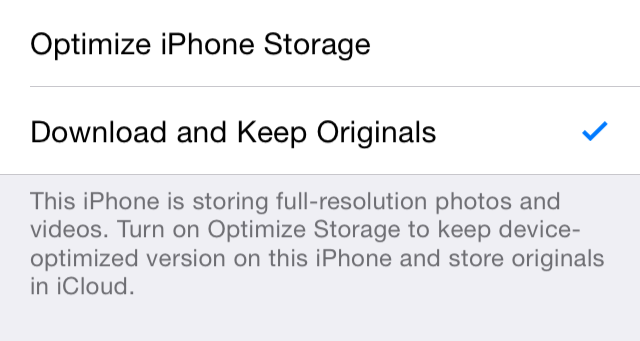 Optimize iPhone Storage
Download and Keep Originals
This iPhone is storing full-resolution photos and
videos. Turn on Optimize Storage to keep device-
optimized version on this iPhone and store originals
in iCloud.